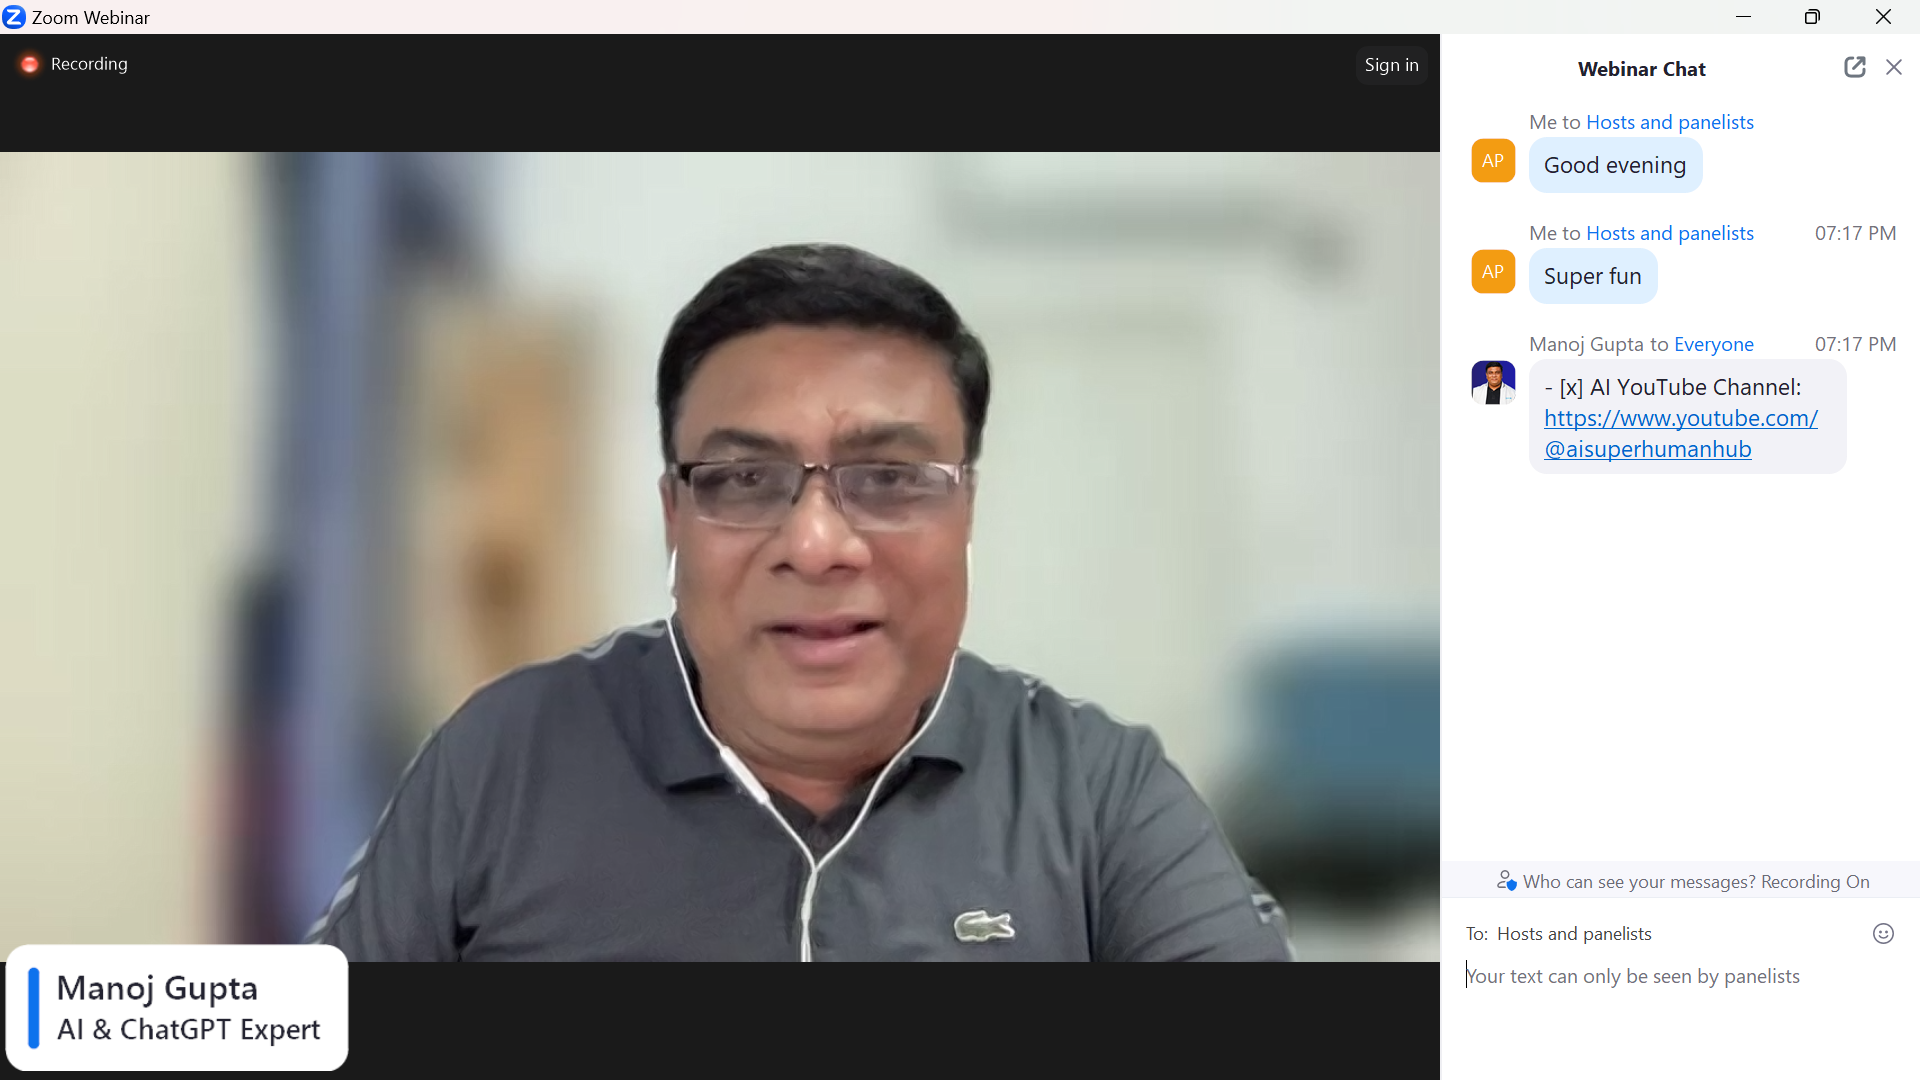 Zoom Webinar
Recording
Sign in
Manoj Gupta
AI & ChatGPT Expert
Webinar Chat
Me to Hosts and panelists
AP
Good evening
Me to Hosts and panelists 07:17 PM
AP
Super fun
Manoj Gupta to Everyone 07:17 PM
- [x] AI YouTube Channel:
https://www.youtube.com/
@aisuperhumanhub
Who can see your messages? Recording On
To: Hosts and panelists
Your text can only be seen by panelists